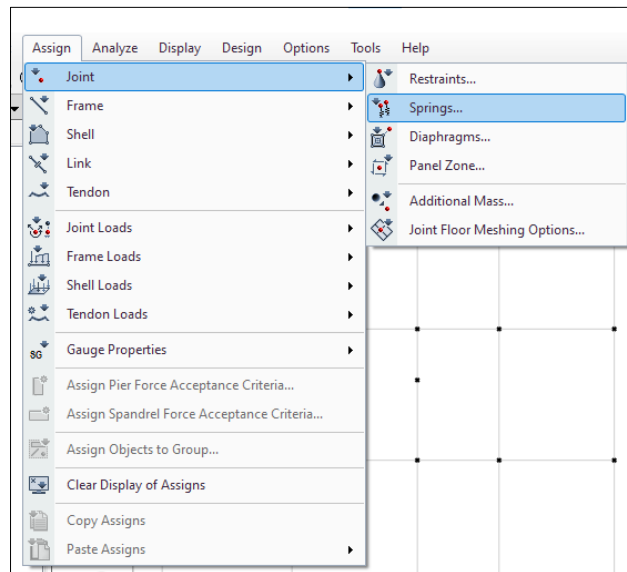 Assign Analyze Display Design Options Tools Help
Joint
Frame
Shell
Link
Tendon
Joint Loads
Frame Loads
Shell Loads
Tendon Loads
SG Gauge Properties
Assign Pier Force Acceptance Criteria...
Assign Spandrel Force Acceptance Criteria...
Assign Objects to Group...
Clear Display of Assigns
Copy Assigns
Paste Assigns
Restraints...
Springs...
Diaphragms...
Panel Zone...
Additional Mass...
Joint Floor Meshing Options...